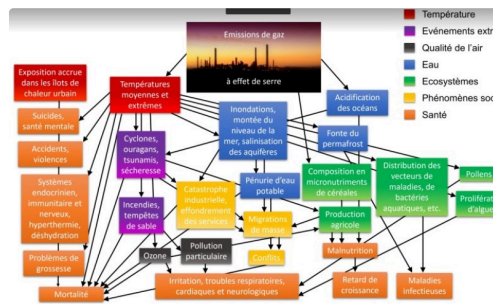 Emissions de gaz
à effet de serre
Température
Evénements extr
Qualité de l'air
Eau
Ecosystèmes
Phénomènes soc
Santé
Exposition accrue
dans les îlots de
chaleur urbain
Températures
moyennes et
extrêmes
Inondations,
montée du
niveau de la
mer, salinisation
des aquifères
Acidification
des océans
Fonte du
permafrost
Suicides,
santé mentale
Accidents,
violences
Systèmes
endocrinien,
immunitaire et
nerveux,
hyperthermie,
déshydration
Problèmes de
grossesse
Mortalité
Cyclones,
ouragans,
tsunamis,
sécheresse
Incendies,
tempêtes
de sable
Ozone
Catastrophe
industrielle,
effondrement
des services
Pollution
particulaire
Pénurie d'eau
potable
Migrations
de masse
Conflits
Composition en
micronutriments
de céréales
Production
agricole
Malnutrition
Distribution des
vecteurs de
maladies, de
bactéries
aquatiques, etc.
Pollens
Proliférat
d'algues
Irritation, troubles respiratoires,
cardiaques et neurologiques
Retard de
croissance
Maladies
infectieuses